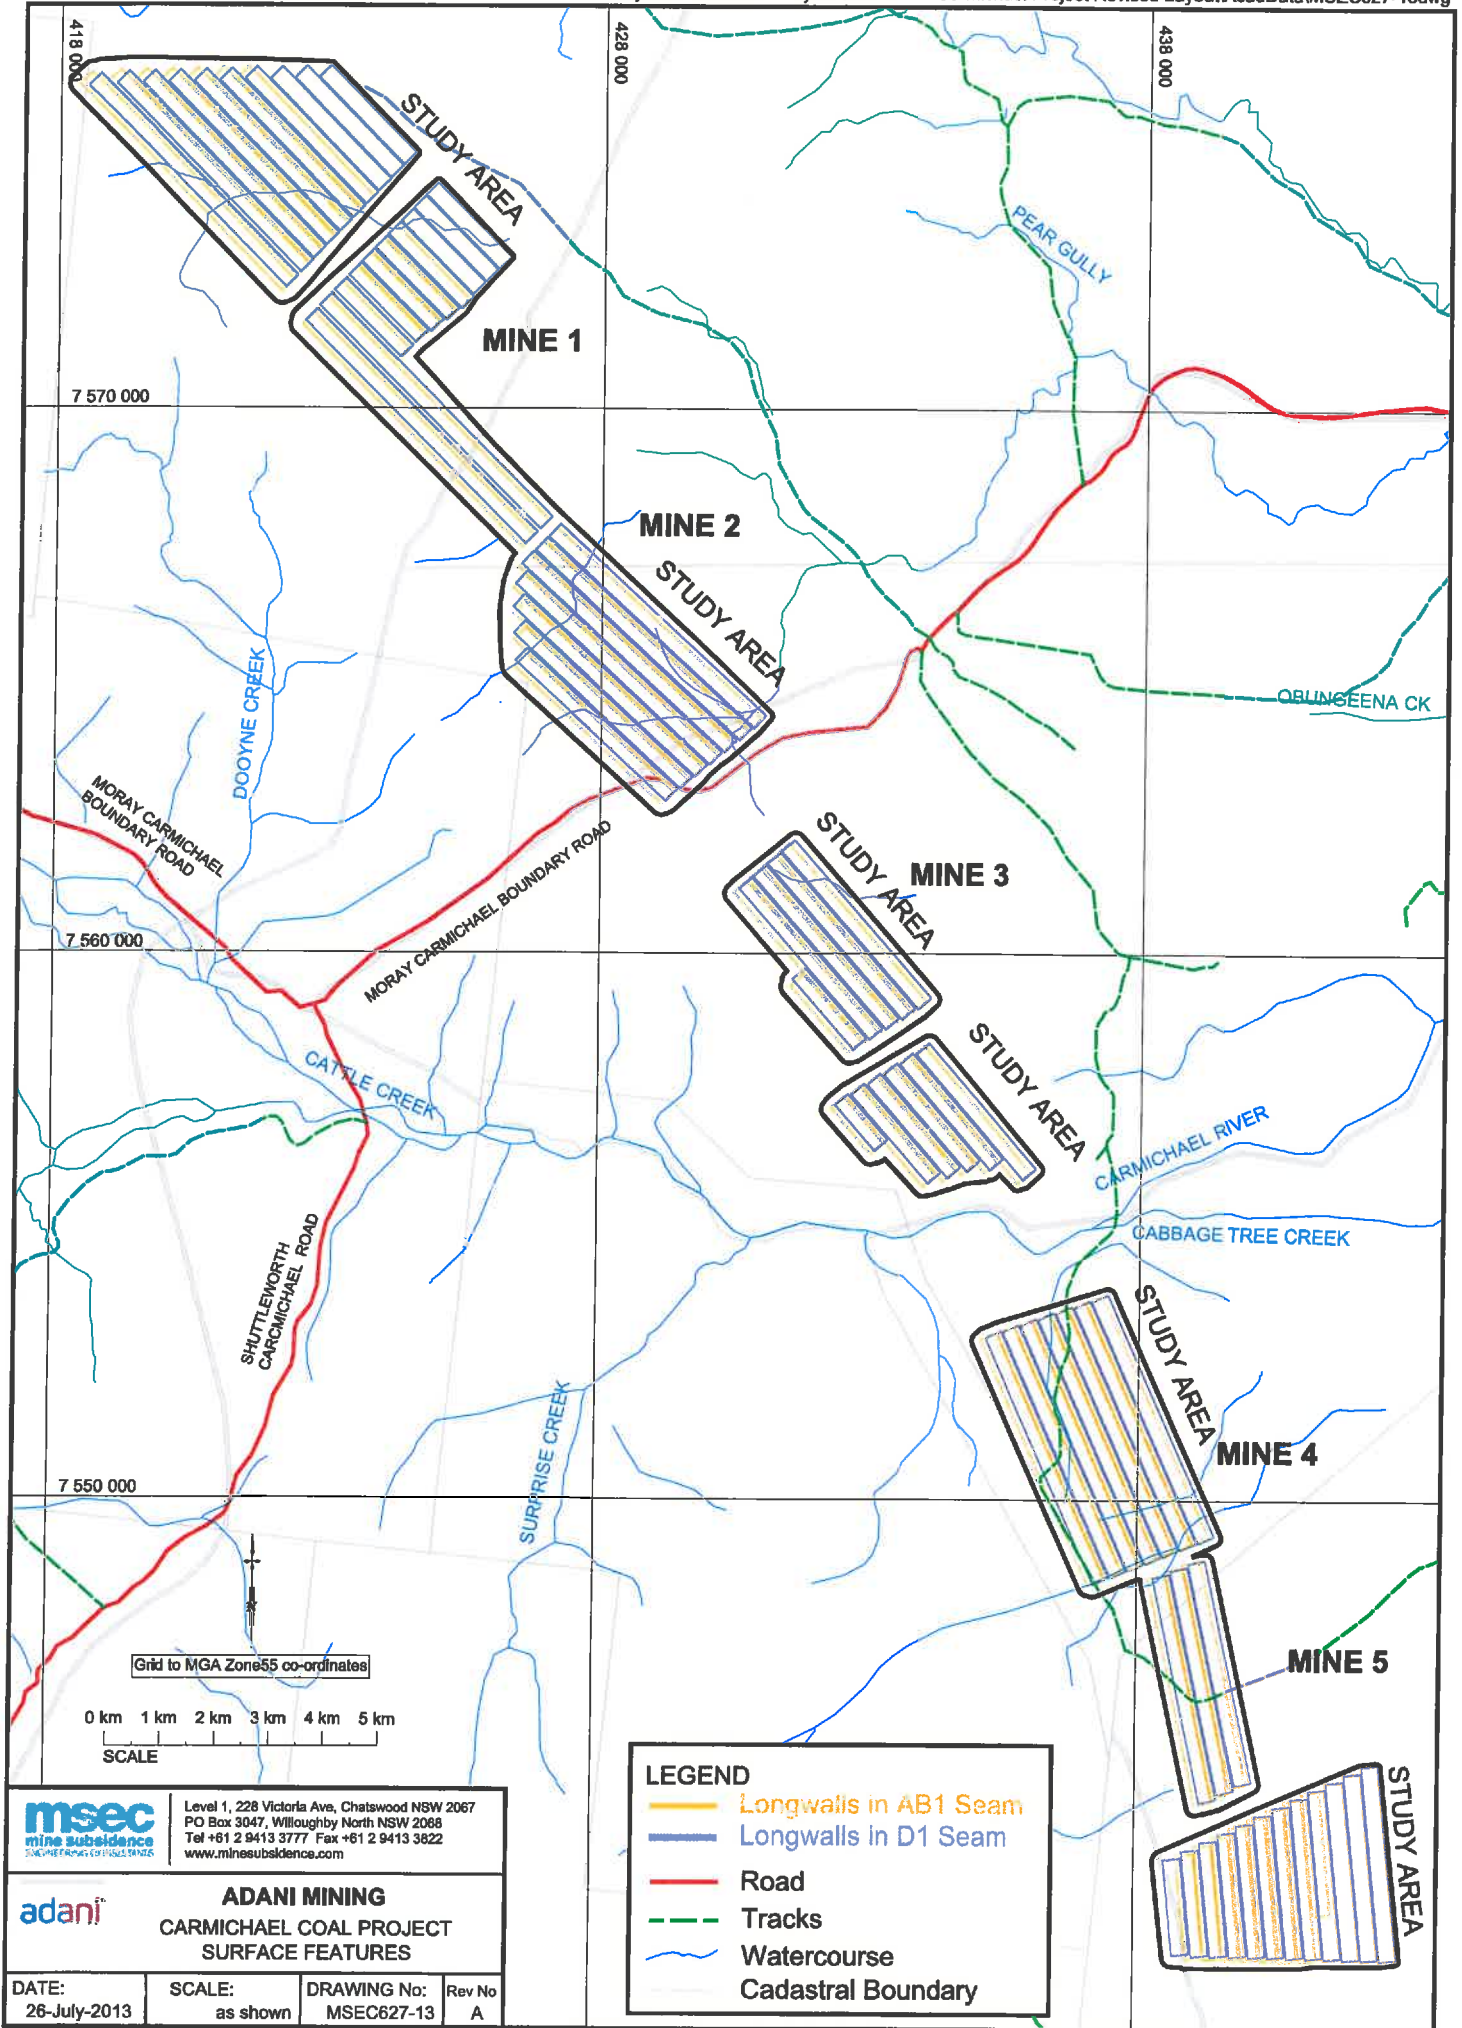 418 000
428 000
438 000
STUDY AREA
PEAR GULLY
MINE 1
7 570 000
MINE 2
STUDY AREA
OBUNGEENA CK
DOOYNE CREEK
MORAY CARMICHAEL
BOUNDARY ROAD
MORAY CARMICHAEL BOUNDARY ROAD
STUDY AREA
MINE 3
7 560 000
STUDY AREA
CATTLE CREEK
CARMICHAEL RIVER
CABBAGE TREE CREEK
SHUTTLEWORTH
CARCMICHAEL ROAD
STUDY AREA
SURPRISE CREEK
MINE 4
7 550 000
MINE 5
Grid to MGA Zone55 co-ordinates
0 km 1 km 2 km 3 km 4 km 5 km
SCALE
STUDY AREA
LEGEND
Longwalls in AB1 Seam
Longwalls in D1 Seam
Road
Tracks
Watercourse
Cadastral Boundary
msec
mine subsidence
Level 1, 228 Victoria Ave, Chatswood NSW 2067
PO Box 3047, Willoughby North NSW 2068
Tel +61 2 9413 3777 Fax +61 2 9413 3822
www.minesubsidence.com
adani
ADANI MINING
CARMICHAEL COAL PROJECT
SURFACE FEATURES
DATE:
26-July-2013
SCALE:
as shown
DRAWING No:
MSEC627-13
Rev No
A